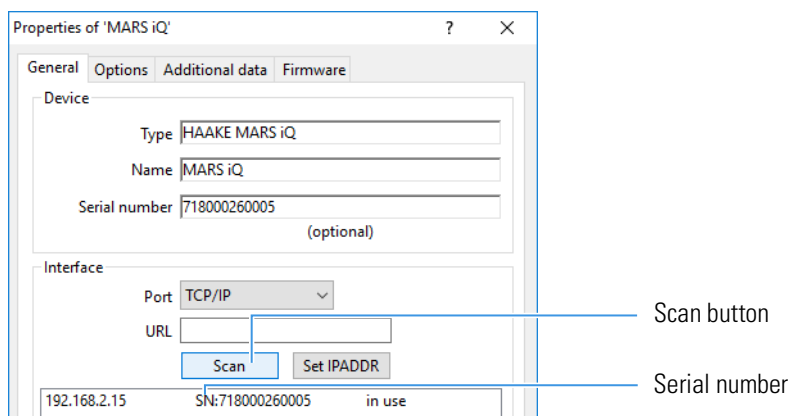 Properties of 'MARS iQ' ?
General Options Additional data Firmware
Device
Type HAAKE MARS iQ
Name MARS iQ
Serial number 718000260005
(optional)
Interface
Port TCP/IP
URL
Scan button
Scan Set IPADDR
Serial number
192.168.2.15 SN:718000260005 in use